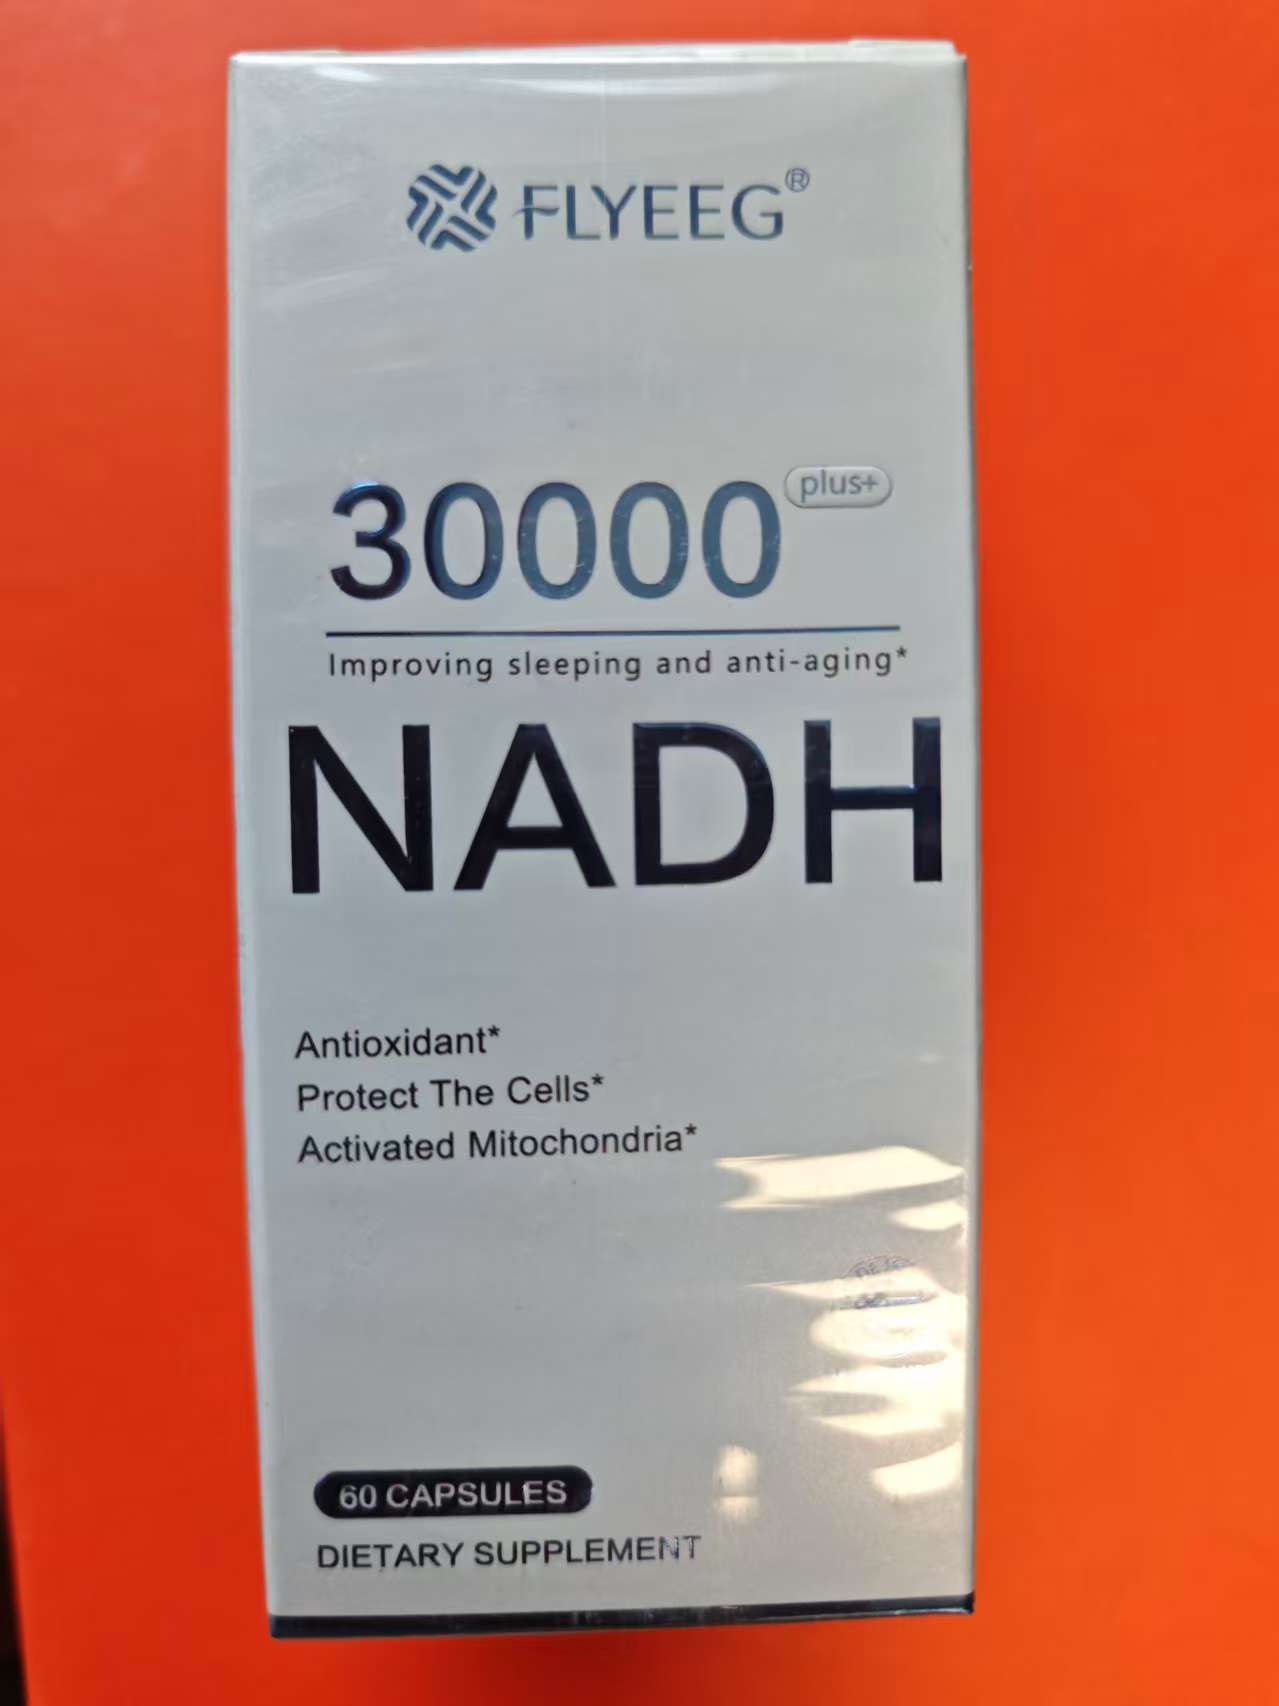 FLYEEG®
30000 plus+
Improving sleeping and anti-aging*
NADH
Antioxidant*
Protect The Cells*
Activated Mitochondria*
60 CAPSULES
DIETARY SUPPLEMENT